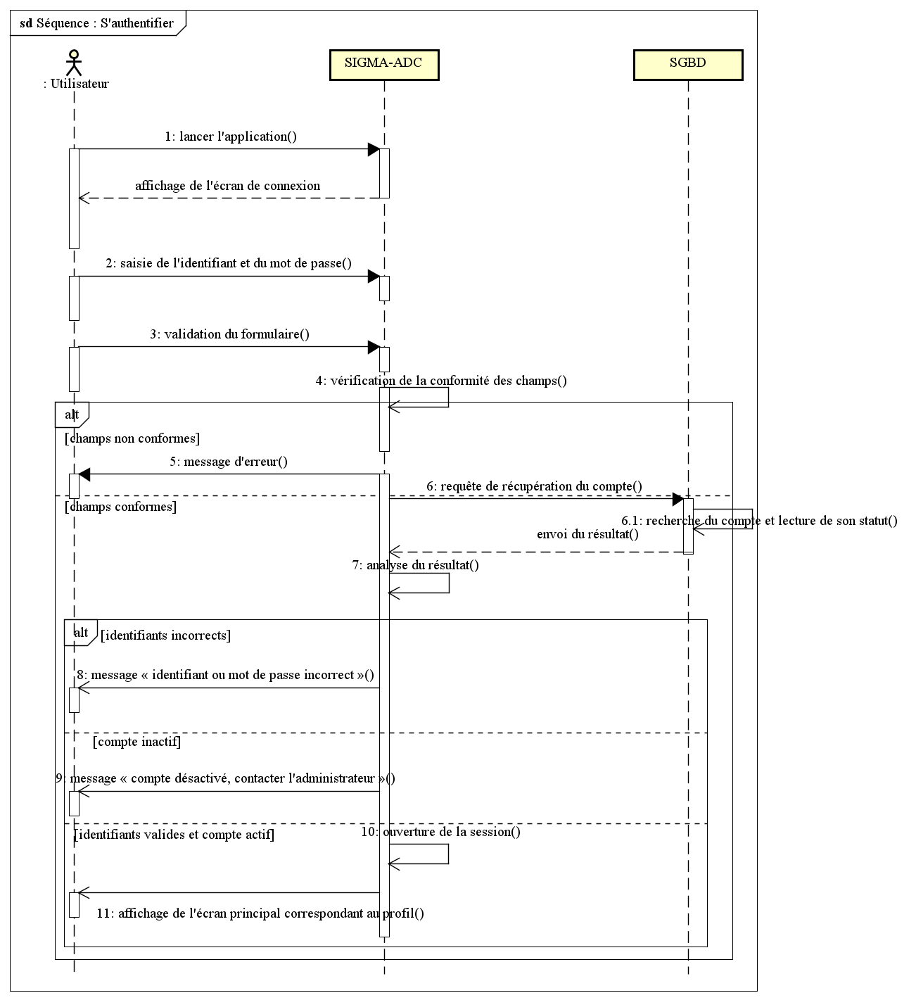 sd Séquence : S'authentifier
: Utilisateur
SIGMA-ADC
SGBD
1: lancer l'application()
affichage de l'écran de connexion
2: saisie de l'identifiant et du mot de passe()
3: validation du formulaire()
4: vérification de la conformité des champs()
alt
[champs non conformes]
5: message d'erreur()
6: requête de récupération du compte()
[champs conformes]
6.1: recherche du compte et lecture de son statut()
envoi du résultat()
7: analyse du résultat()
alt
[identifiants incorrects]
8: message « identifiant ou mot de passe incorrect »()
[compte inactif]
9: message « compte désactivé, contacter l'administrateur »()
[identifiants valides et compte actif]
10: ouverture de la session()
11: affichage de l'écran principal correspondant au profil()